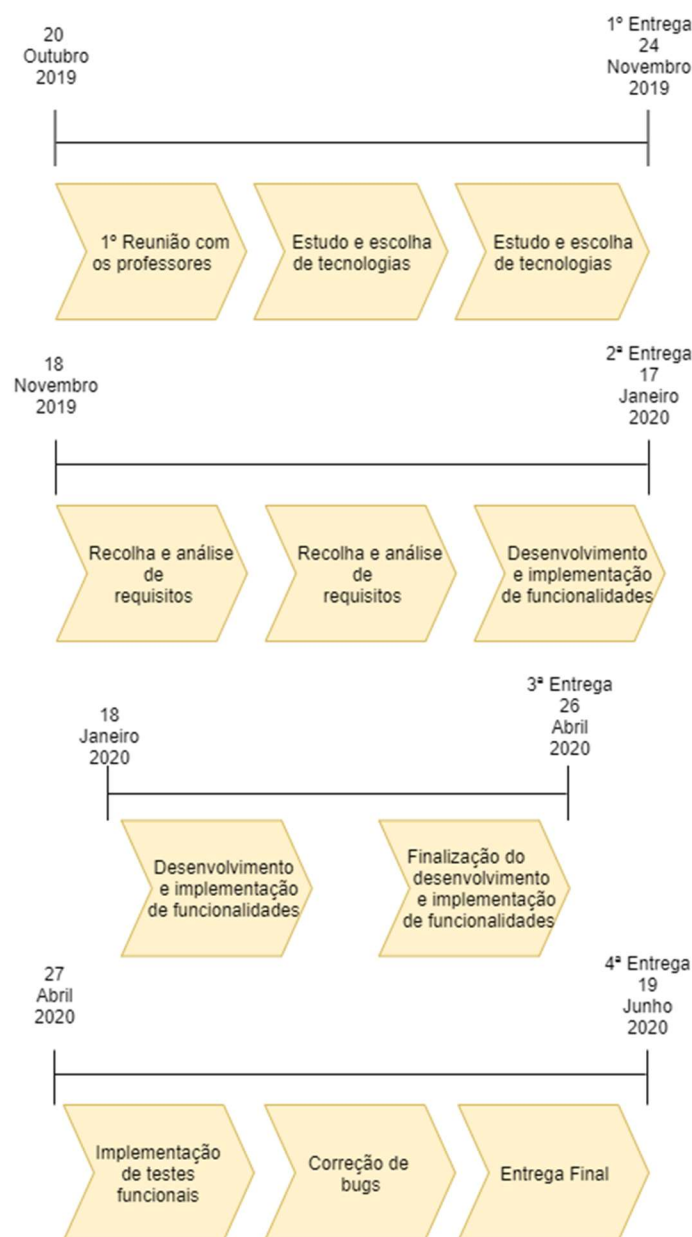 20
Outubro
2019
1º Entrega
24
Novembro
2019
1º Reunião com
os professores
Estudo e escolha
de tecnologias
Estudo e escolha
de tecnologias
18
Novembro
2019
2ª Entrega
17
Janeiro
2020
Recolha e análise
de
requisitos
Recolha e análise
de
requisitos
Desenvolvimento
e implementação
de funcionalidades
18
Janeiro
2020
3ª Entrega
26
Abril
2020
Desenvolvimento
e implementação
de funcionalidades
Finalização do
desenvolvimento
e implementação
de funcionalidades
27
Abril
2020
4ª Entrega
19
Junho
2020
Implementação
de testes
funcionais
Correção de
bugs
Entrega Final